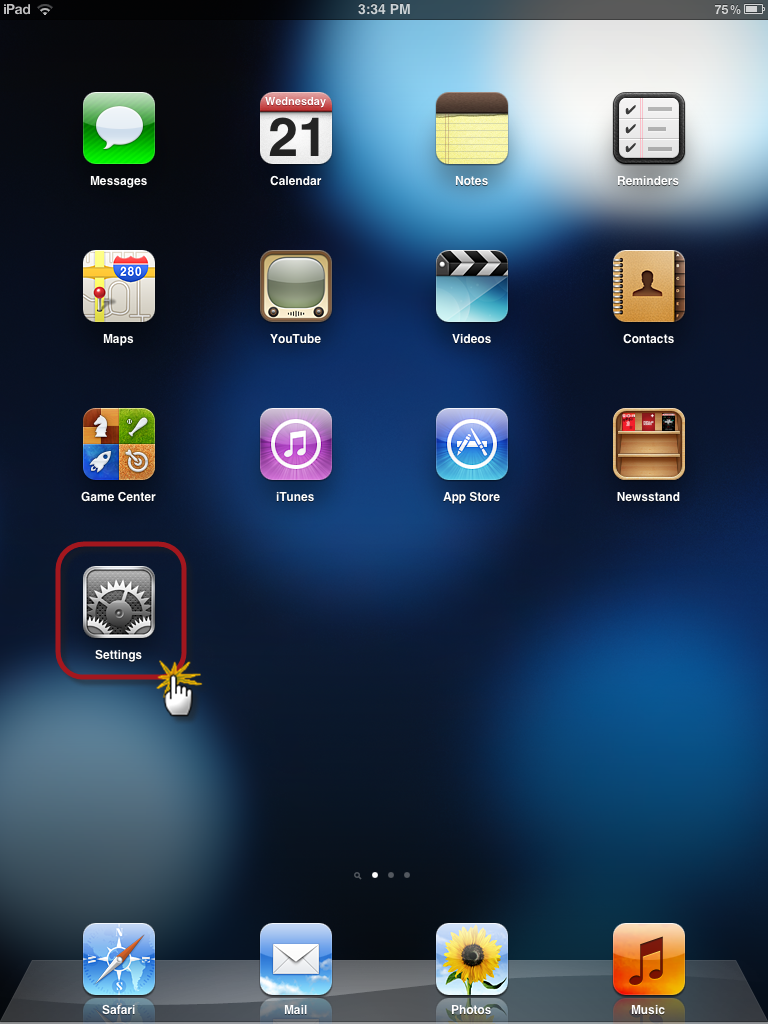 iPad 3:34 PM 75%
Wednesday
21
Messages Calendar Notes Reminders
280
Maps YouTube Videos Contacts
Game Center iTunes App Store Newsstand
Settings
N
S
Safari Mail Photos Music